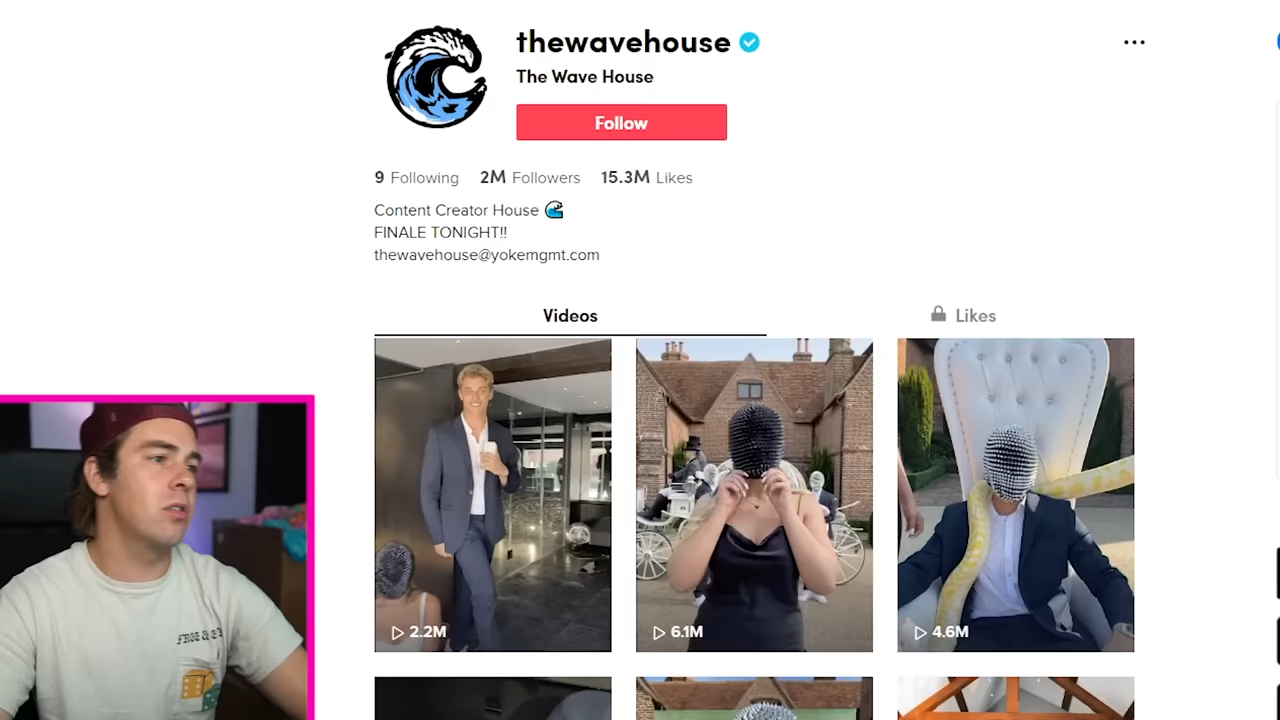 thewavehouse
The Wave House
Follow
9 Following 2M Followers 15.3M Likes
Content Creator House
FINALE TONIGHT!!
thewavehouse@yokemgmt.com
Videos Likes
2.2M 6.1M 4.6M